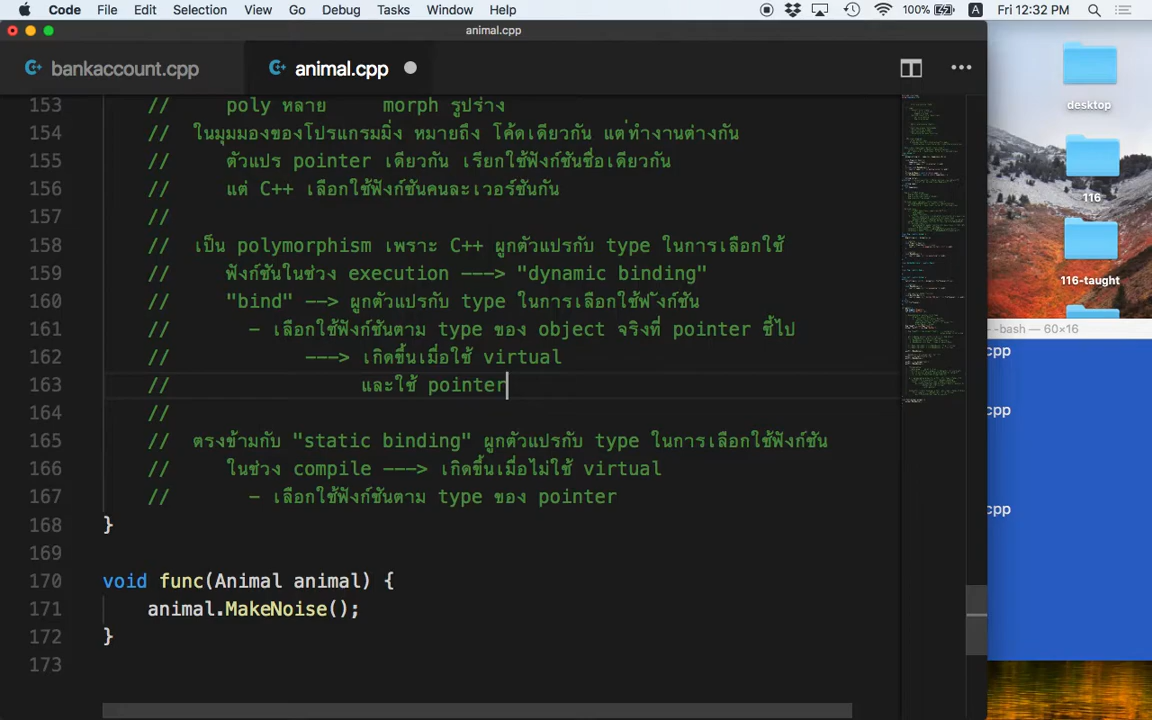 Code File Edit Selection View Go Debug Tasks Window Help 100% A Fri 12:32 PM
animal.cpp
bankaccount.cpp animal.cpp
desktop
116
116-taught
-bash — 60×16
cpp
cpp
cpp
153 // poly หลาย morph รูปร่าง
154 // ในมุมมองของโปรแกรมมิ่ง หมายถึง โค้ดเดียวกัน แต่ทำงานต่างกัน
155 // ตัวแปร pointer เดียวกัน เรียกใช้ฟังก์ชันชื่อเดียวกัน
156 // แต่ C++ เลือกใช้ฟังก์ชันคนละเวอร์ชันกัน
157 //
158 // เป็น polymorphism เพราะ C++ ผูกตัวแปรกับ type ในการเลือกใช้
159 // ฟังก์ชันในช่วง execution ---> "dynamic binding"
160 // "bind" --> ผูกตัวแปรกับ type ในการเลือกใช้ฟังก์ชัน
161 // - เลือกใช้ฟังก์ชันตาม type ของ object จริงที่ pointer ชี้ไป
162 // ---> เกิดขึ้นเมื่อใช้ virtual
163 // และใช้ pointer
164 //
165 // ตรงข้ามกับ "static binding" ผูกตัวแปรกับ type ในการเลือกใช้ฟังก์ชัน
166 // ในช่วง compile ---> เกิดขึ้นเมื่อไม่ใช้ virtual
167 // - เลือกใช้ฟังก์ชันตาม type ของ pointer
168 }
169
170 void func(Animal animal) {
171 animal.MakeNoise();
172 }
173